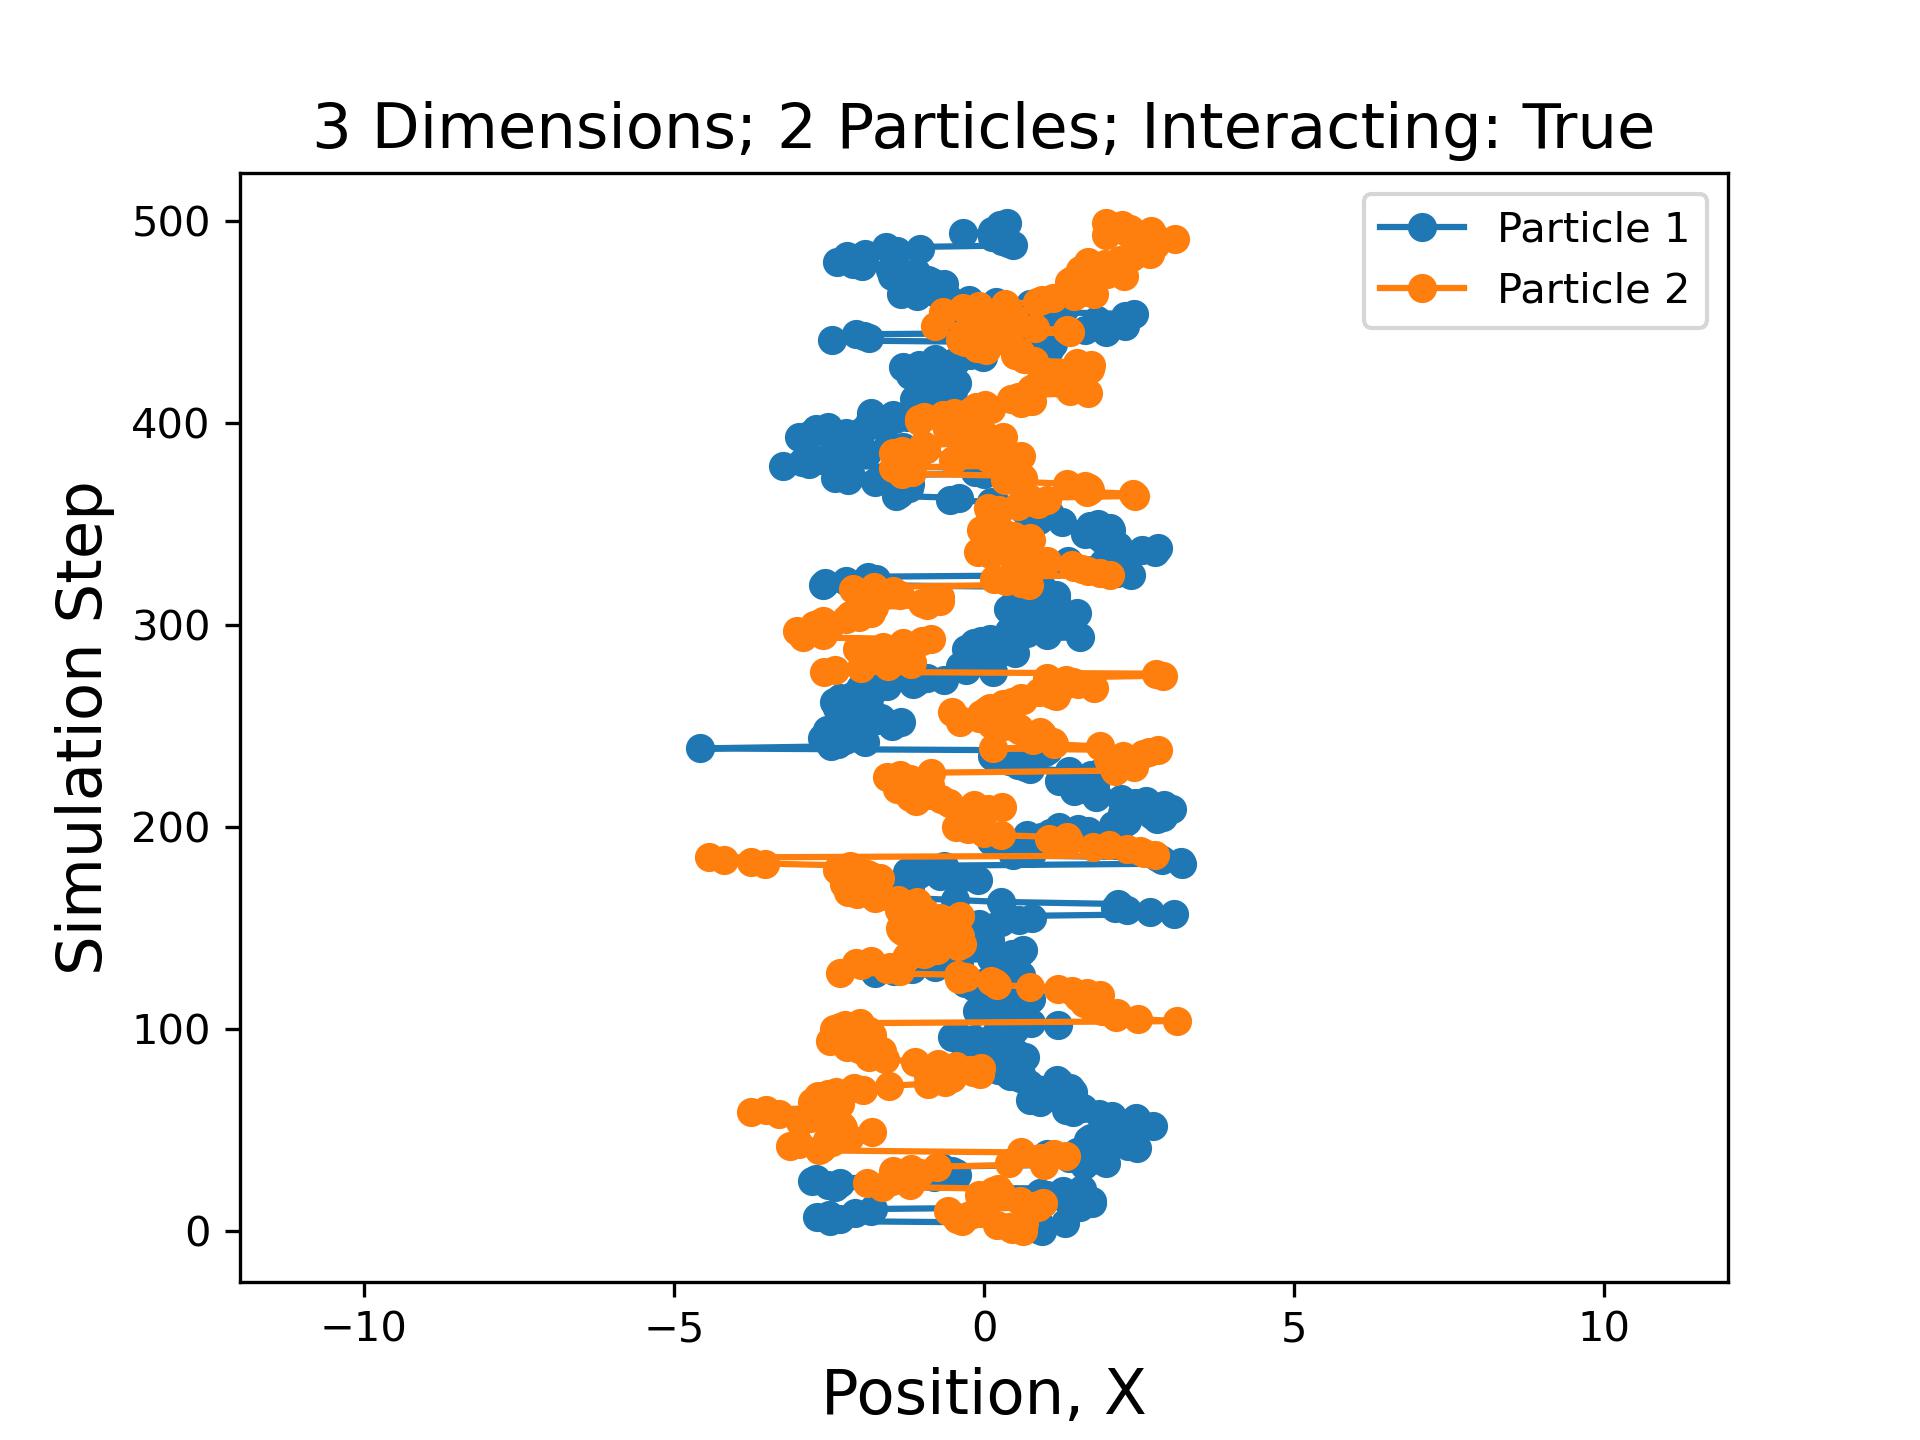 3 Dimensions; 2 Particles; Interacting: True
Particle 1
Particle 2
Simulation Step
500
400
300
200
100
0
−10
−5
0
5
10
Position, X